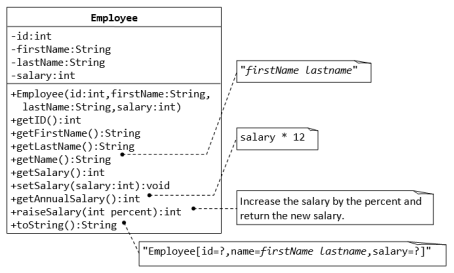 Employee
-id:int
-firstName:String
-lastName:String
-salary:int
+Employee(id:int,firstName:String,
lastName:String,salary:int)
+getID():int
+getFirstName():String
+getLastName():String
+getName():String
+getSalary():int
+setSalary(salary:int):void
+getAnnualSalary():int
+raiseSalary(int percent):int
+toString():String
"firstName lastname"
salary * 12
Increase the salary by the percent and
return the new salary.
"Employee[id=?,name=firstName lastname,salary=?]"